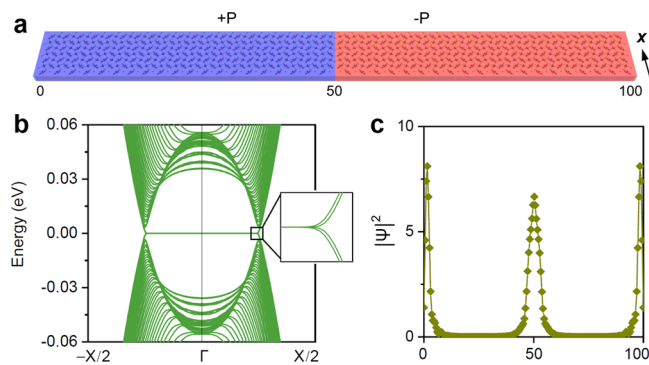 a
+P
-P
x
0
50
100
b
0.06
0.03
0.00
-0.03
-0.06
Energy (eV)
−X/2
Γ
X/2
c
10
5
0
|Ψ|²
0
50
100